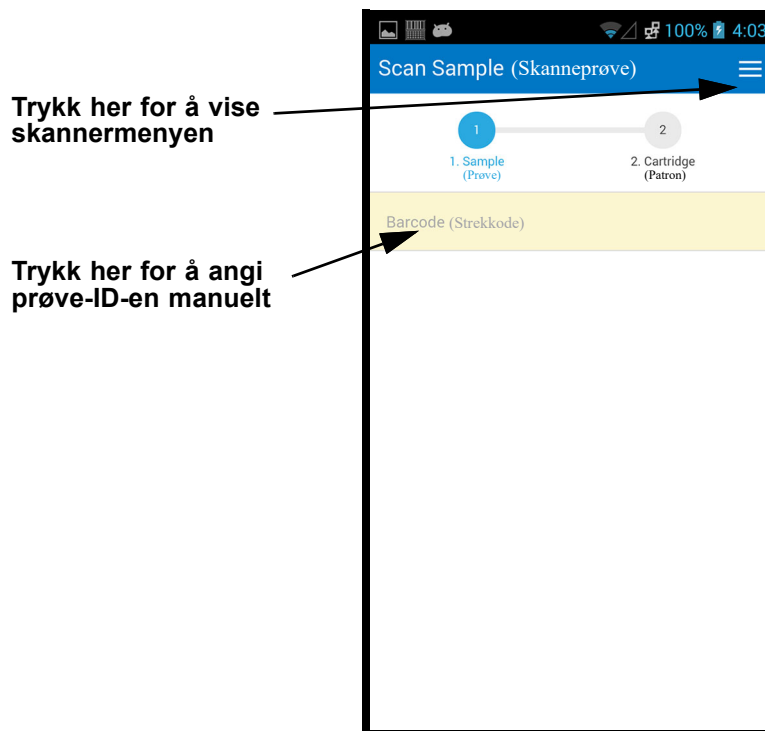 100% 4:03
Scan Sample (Skanneprøve)
Trykk her for å vise
skannermenyen
1
2
1. Sample
(Prøve)
2. Cartridge
(Patron)
Barcode (Strekkode)
Trykk her for å angi
prøve-ID-en manuelt